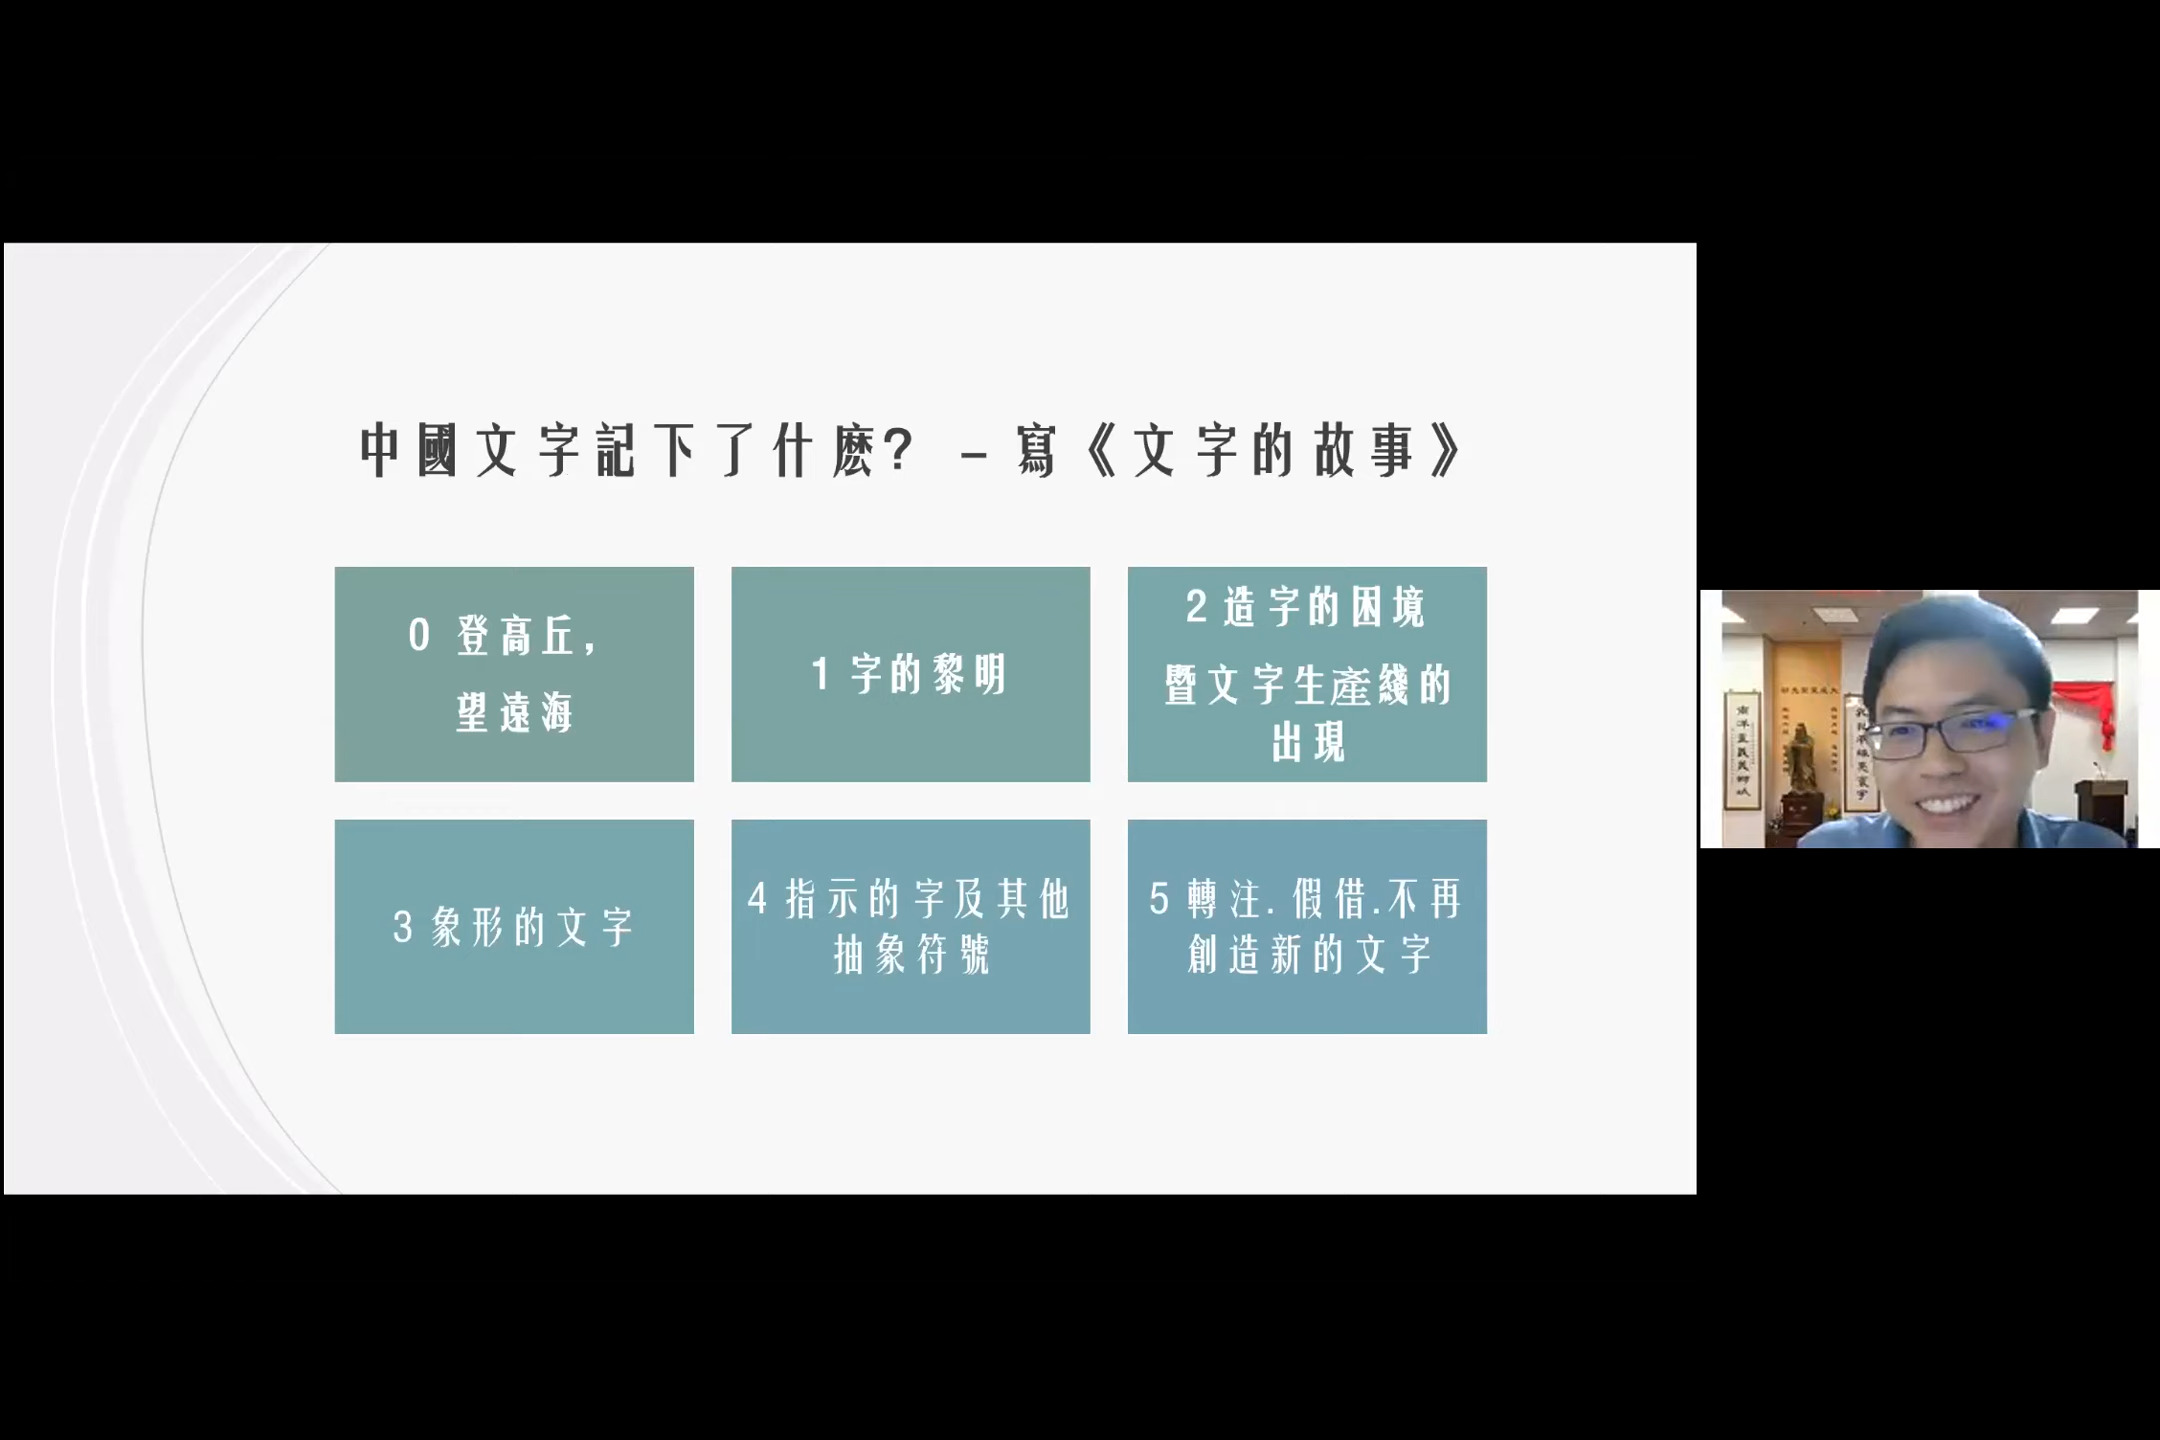 中國文字記下了什麽? – 寫《文字的故事》
0 登高丘,
望遠海
1 字的黎明
2 造字的困境
暨文字生產綫的
出現
3 象形的文字
4 指示的字及其他
抽象符號
5 轉注. 假借.不再
創造新的文字